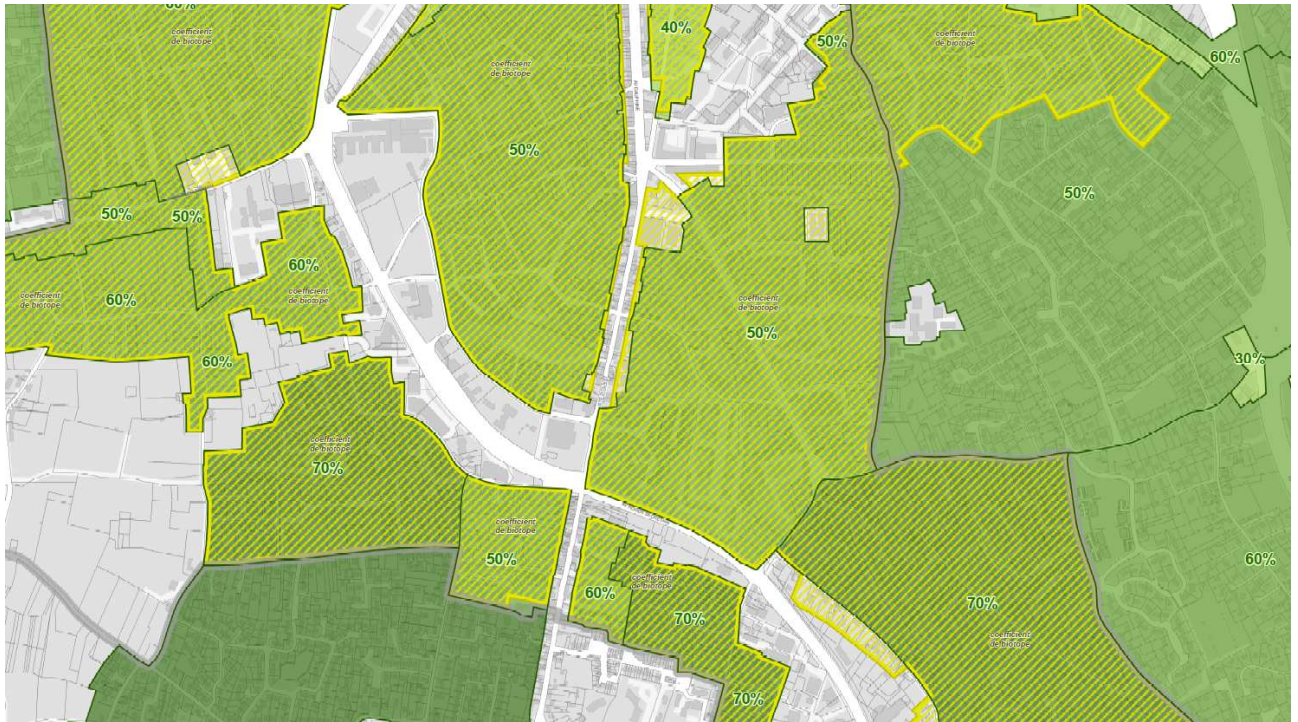 60%
coefficient
de biotope
40%
50%
coefficient
de biotope
60%
coefficient
de biotope
50%
50%
50%
50%
60%
coefficient
de biotope
coefficient
de biotope
60%
coefficient
de biotope
50%
60%
30%
coefficient
de biotope
70%
coefficient
de biotope
50%
coefficient
de biotope
60%
70%
70%
coefficient
de biotope
60%
70%